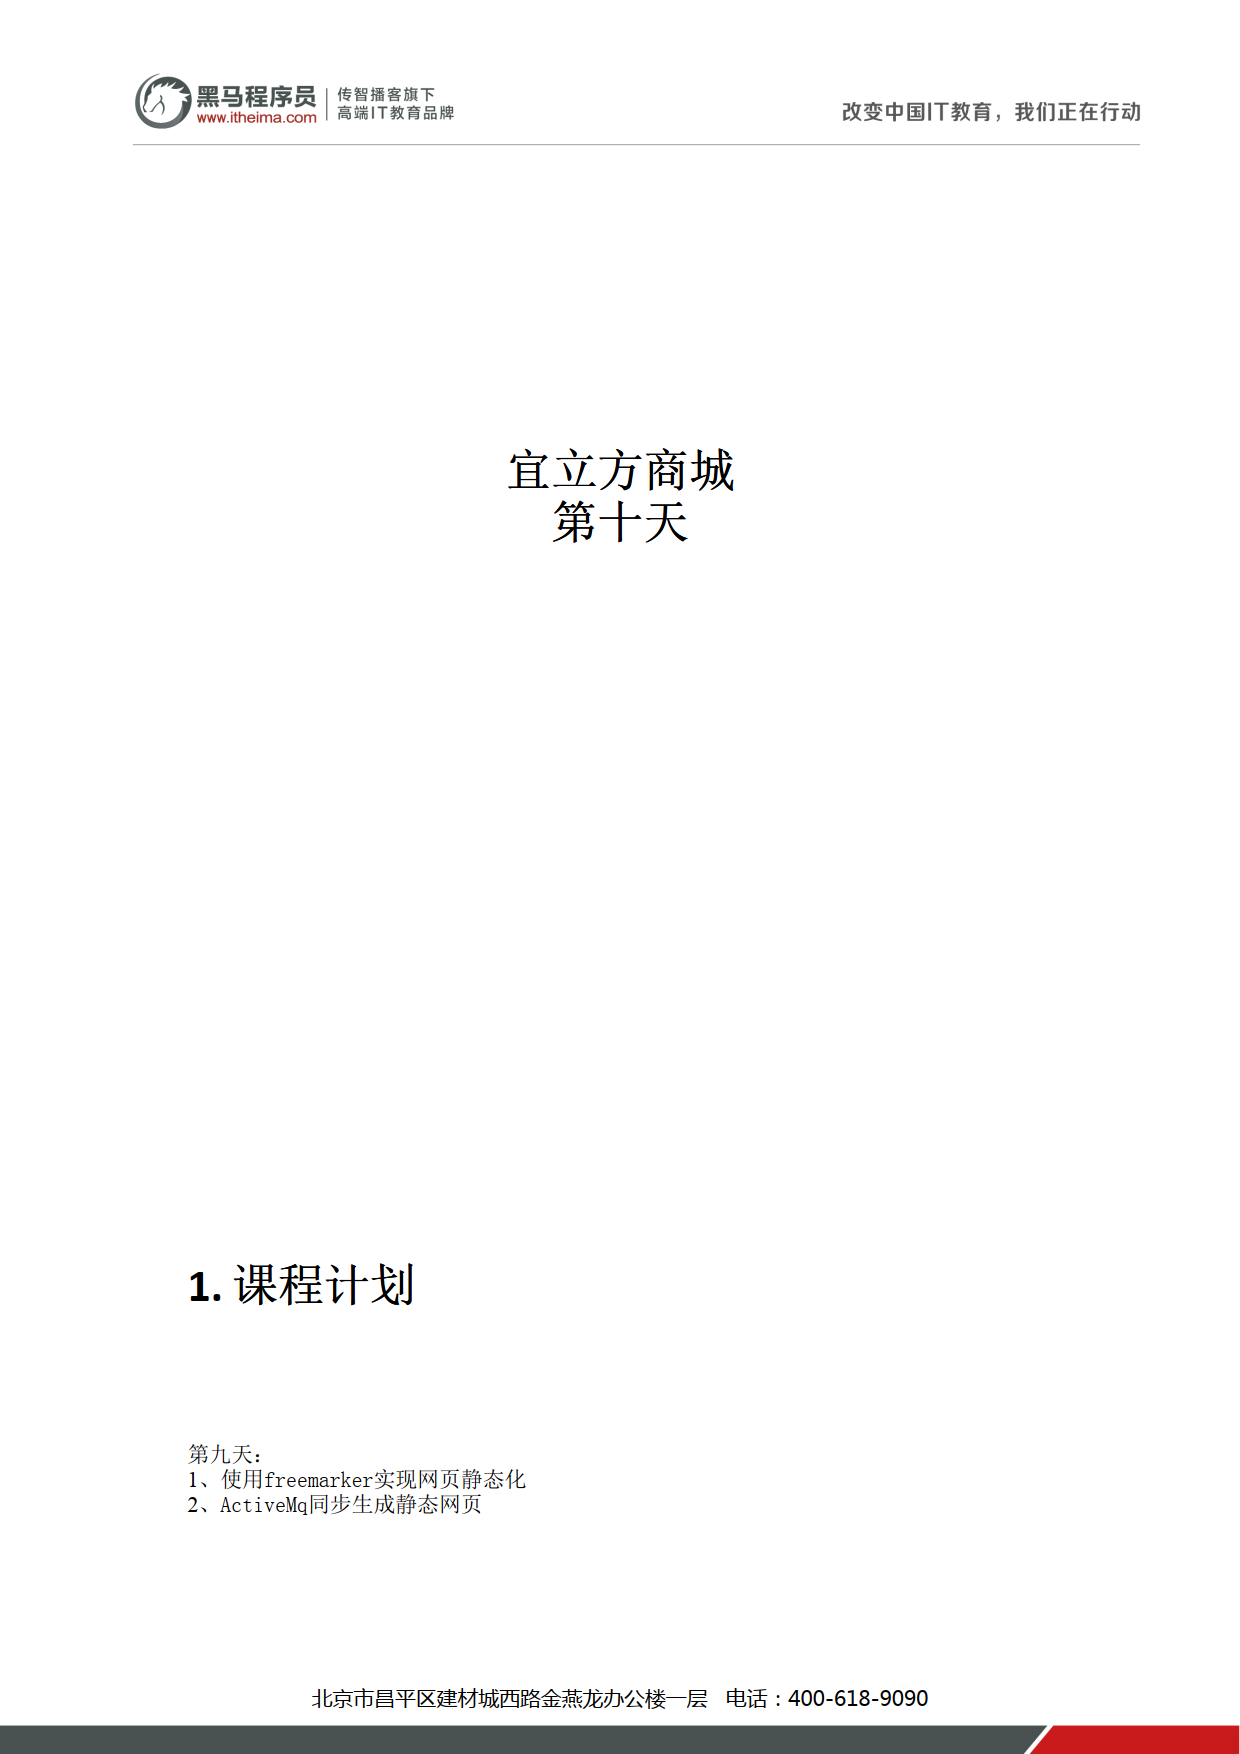 黑马程序员
www.itheima.com
传智播客旗下
高端IT教育品牌
改变中国IT教育，我们正在行动
宜立方商城
第十天
1. 课程计划
第九天：
1、使用freemarker实现网页静态化
2、ActiveMq同步生成静态网页
北京市昌平区建材城西路金燕龙办公楼一层 电话：400-618-9090